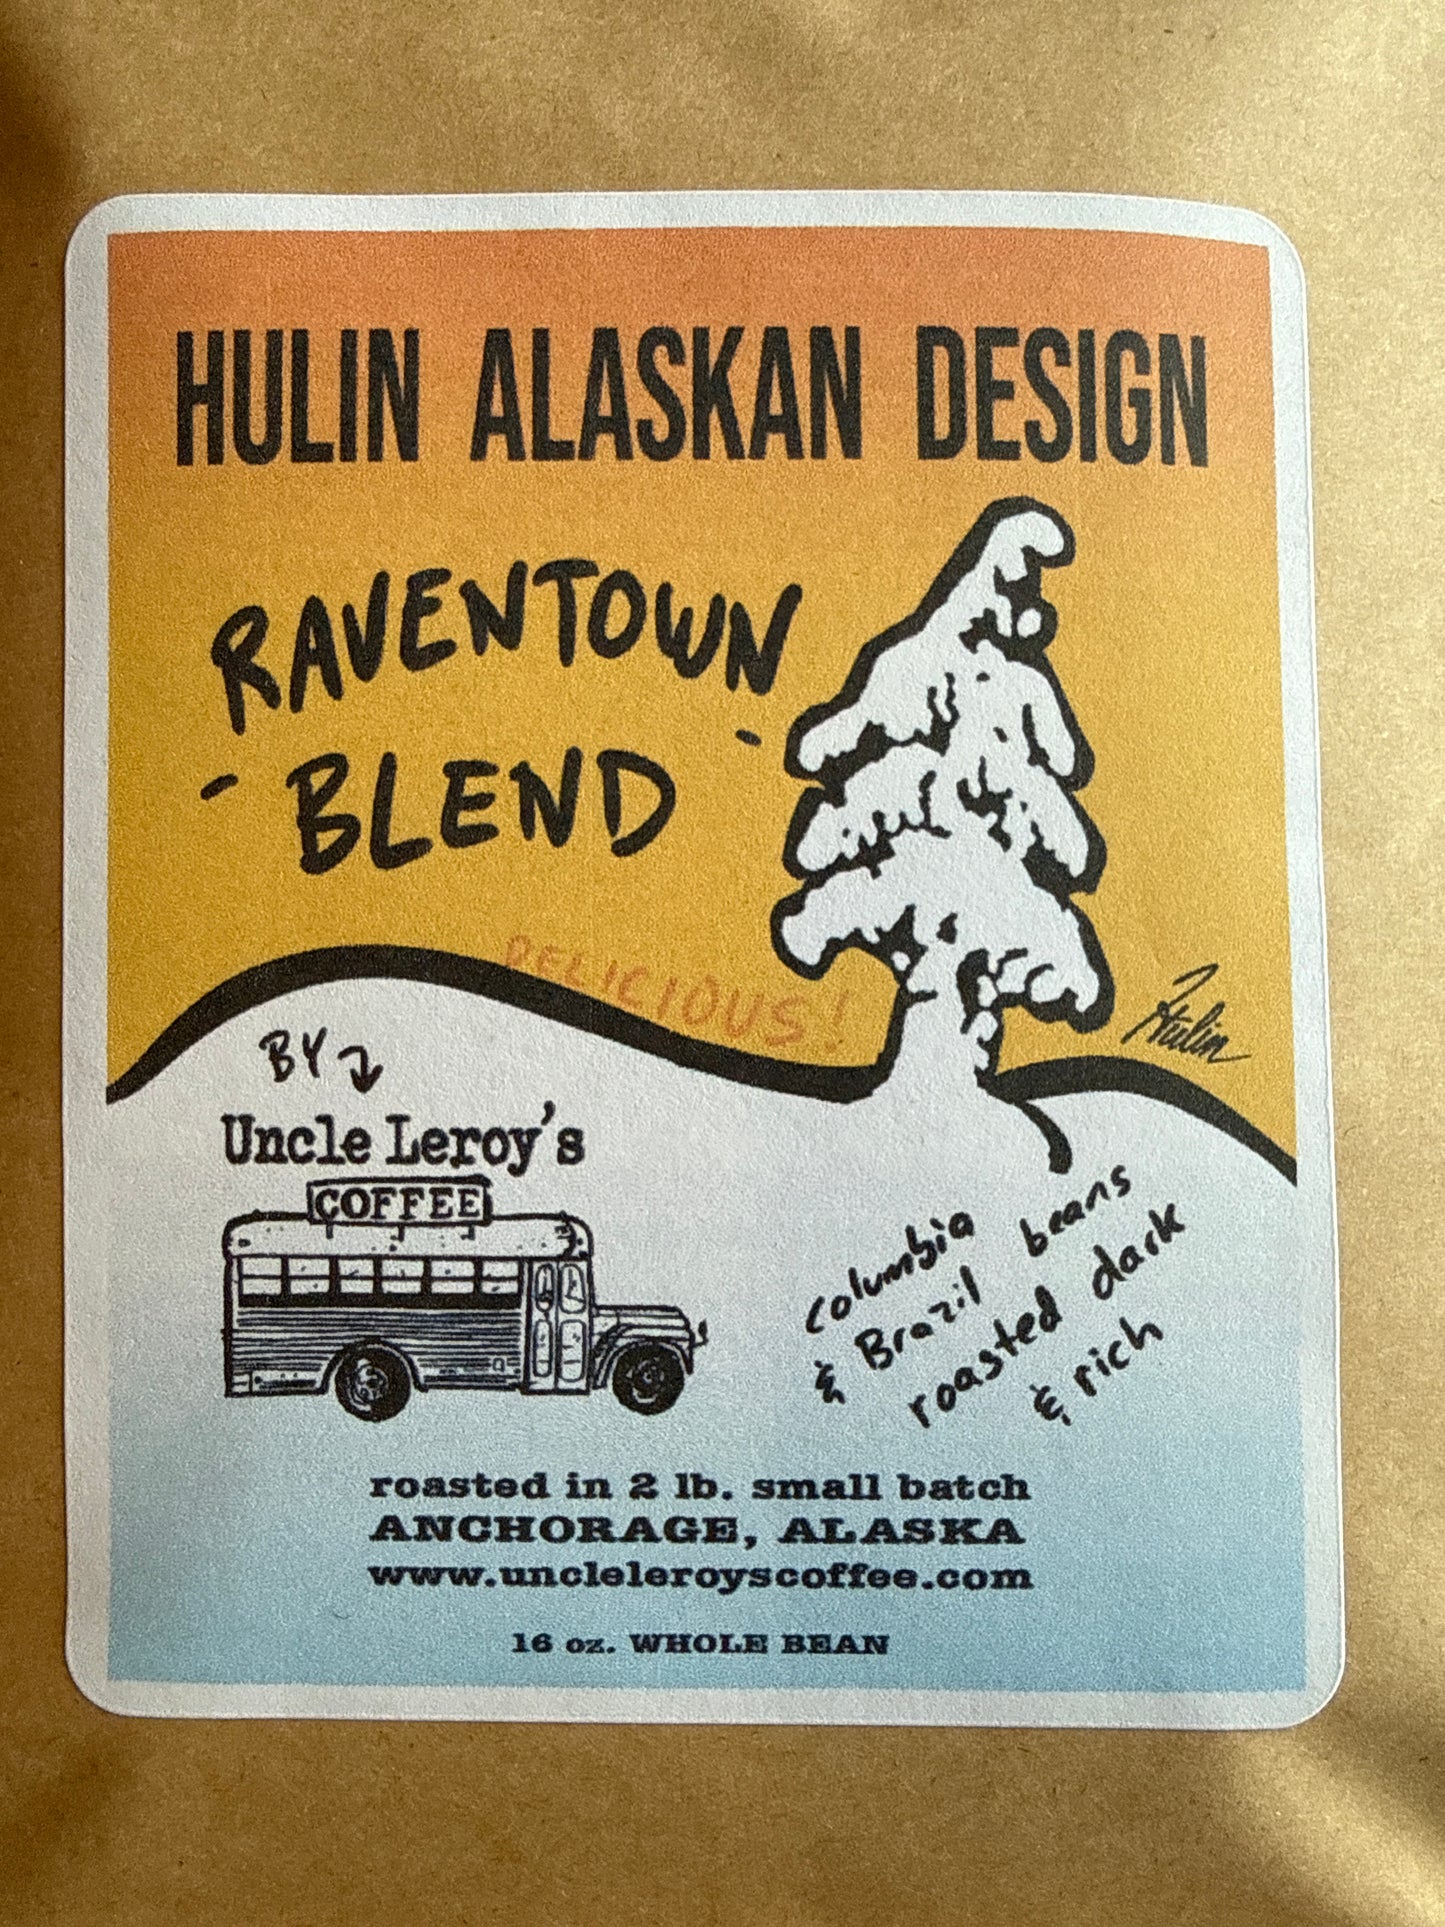 HULIN ALASKAN DESIGN
RAVENTOWN
- BLEND -
DELICIOUS!
Hulin
BY
Uncle Leroy's
COFFEE
columbia
& Brazil beans
roasted dark
& rich
roasted in 2 lb. small batch
ANCHORAGE, ALASKA
www.uncleleroyscoffee.com
16 oz. WHOLE BEAN